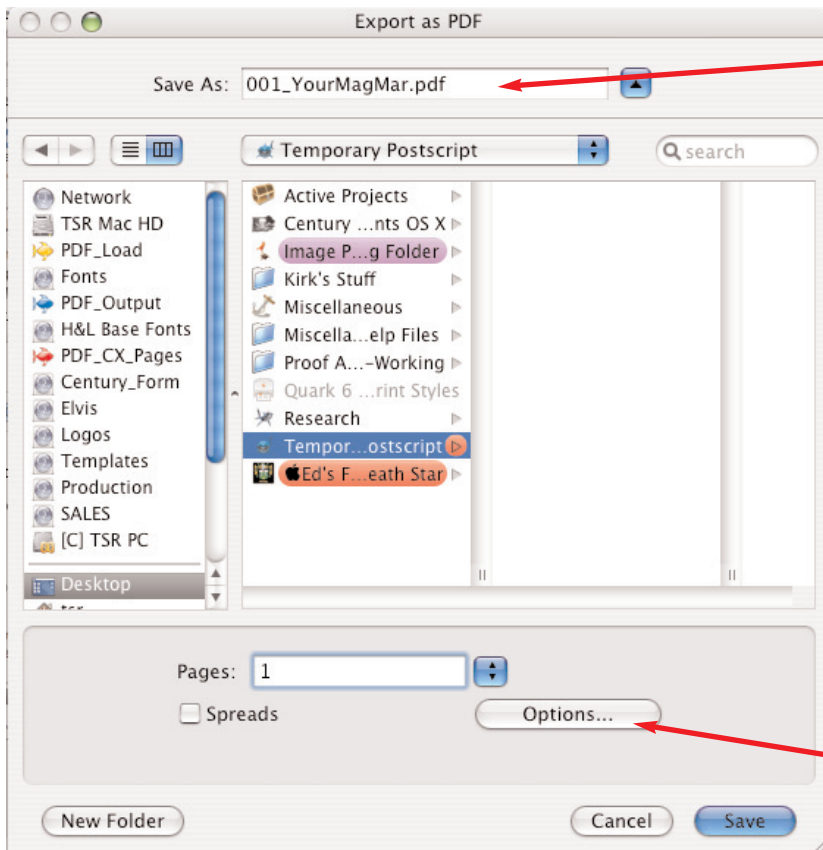 Export as PDF
Save As: 001_YourMagMar.pdf
Temporary Postscript
search
Network
TSR Mac HD
PDF_Load
Fonts
PDF_Output
H&L Base Fonts
PDF_CX_Pages
Century_Form
Elvis
Logos
Templates
Production
SALES
[C] TSR PC
Desktop
Active Projects
Century ...nts OS X
Image P...g Folder
Kirk's Stuff
Miscellaneous
Miscella...elp Files
Proof A...-Working
Quark 6 ...rint Styles
Research
Tempor...ostscript
Ed's F...eath Star
Pages: 1
Spreads
Options...
New Folder
Cancel
Save